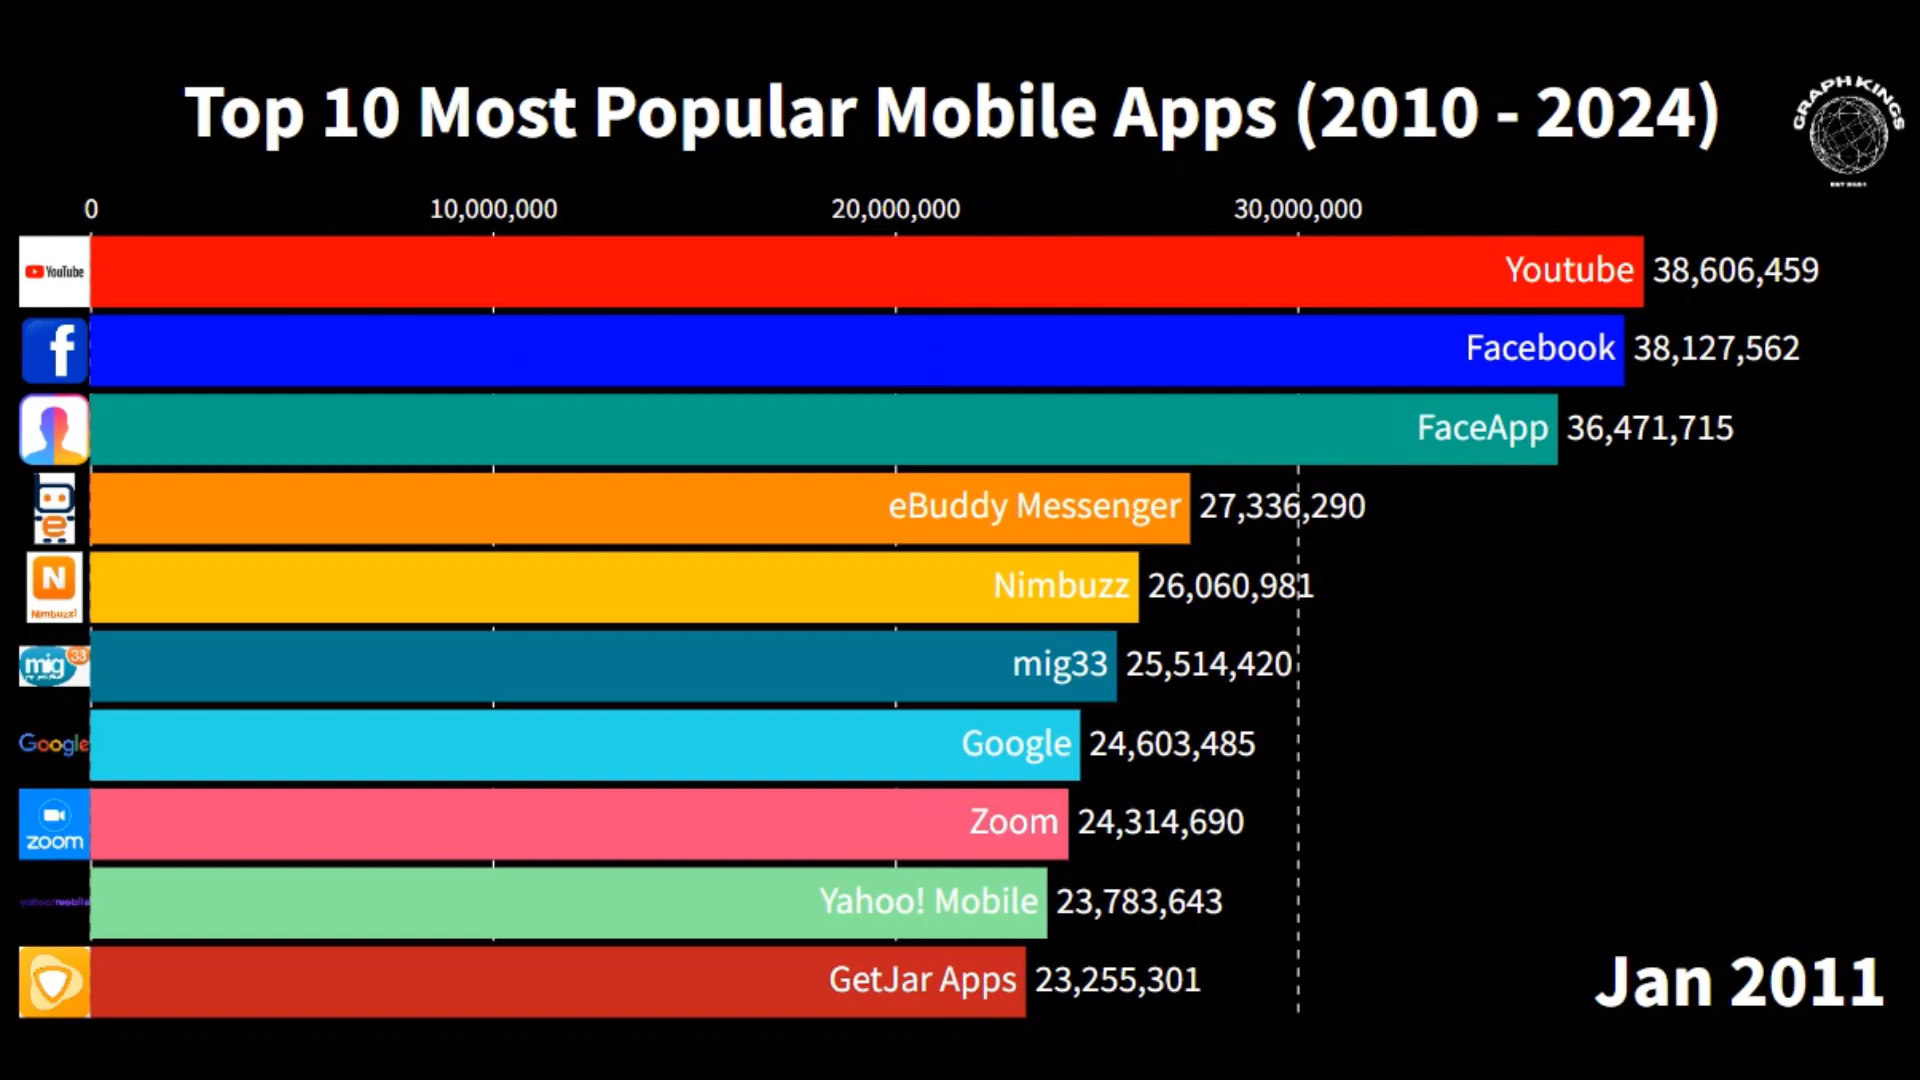 Top 10 Most Popular Mobile Apps (2010 - 2024)
GRAPH KINGS
0 10,000,000 20,000,000 30,000,000
YouTube Youtube 38,606,459
f Facebook 38,127,562
FaceApp 36,471,715
e eBuddy Messenger 27,336,290
N
Nimbuzz! Nimbuzz 26,060,981
mig33 mig33 25,514,420
Google Google 24,603,485
zoom Zoom 24,314,690
yahoo!mobile Yahoo! Mobile 23,783,643
GetJar Apps 23,255,301
Jan 2011